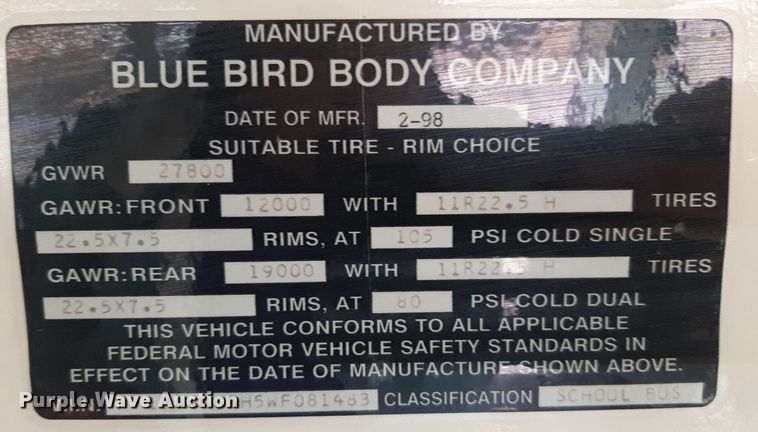 MANUFACTURED BY
BLUE BIRD BODY COMPANY
DATE OF MFR. 2-98
SUITABLE TIRE - RIM CHOICE
GVWR 27800
GAWR:FRONT 12000 WITH 11R22.5 H TIRES
22.5X7.5 RIMS, AT 105 PSI COLD SINGLE
GAWR:REAR 19000 WITH 11R22.5 H TIRES
22.5X7.5 RIMS, AT 80 PSI COLD DUAL
THIS VEHICLE CONFORMS TO ALL APPLICABLE
FEDERAL MOTOR VEHICLE SAFETY STANDARDS IN
EFFECT ON THE DATE OF MANUFACTURE SHOWN ABOVE.
H5WF081483 CLASSIFICATION SCHOOL BUS
Purple Wave Auction